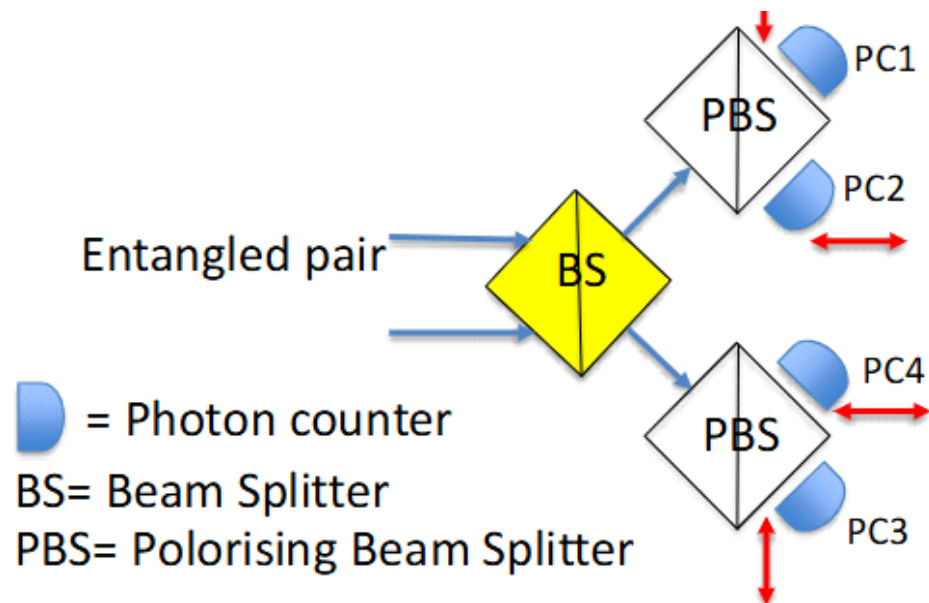 PC1
PBS
PC2
Entangled pair
BS
PC4
= Photon counter
PBS
BS= Beam Splitter
PC3
PBS= Polorising Beam Splitter